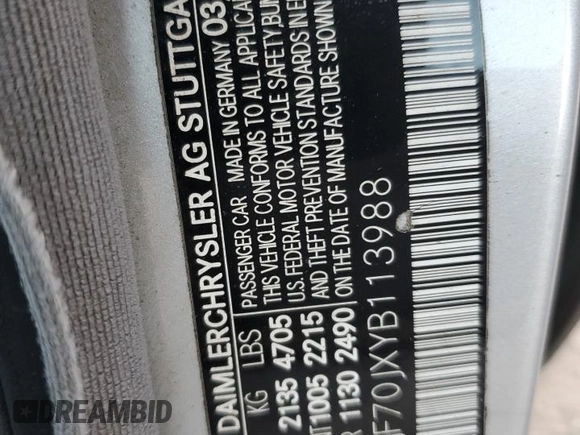 DAIMLERCHRYSLER AG STUTTGA
KG LBS PASSENGER CAR MADE IN GERMANY 03
2135 4705 THIS VEHICLE CONFORMS TO ALL APPLICA
1005 2215 U.S. FEDERAL MOTOR VEHICLE SAFETY BU
1130 2490 AND THEFT PREVENTION STANDARDS IN E
ON THE DATE OF MANUFACTURE SHOWN
F70JXYB113988
DREAMBID